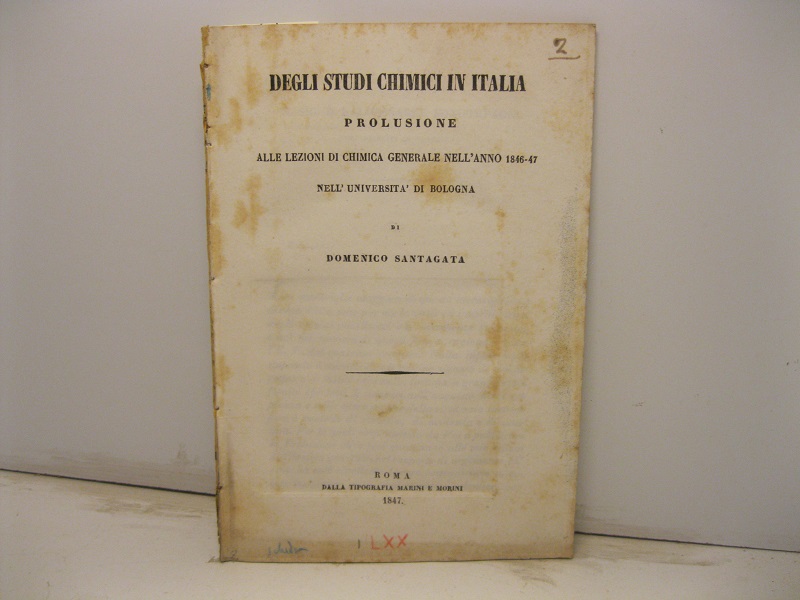 2
DEGLI STUDI CHIMICI IN ITALIA
PROLUSIONE
ALLE LEZIONI DI CHIMICA GENERALE NELL'ANNO 1846-47
NELL' UNIVERSITA' DI BOLOGNA
DI
DOMENICO SANTAGATA
ROMA
DALLA TIPOGRAFIA MARINI E MORINI
1847.
LXX